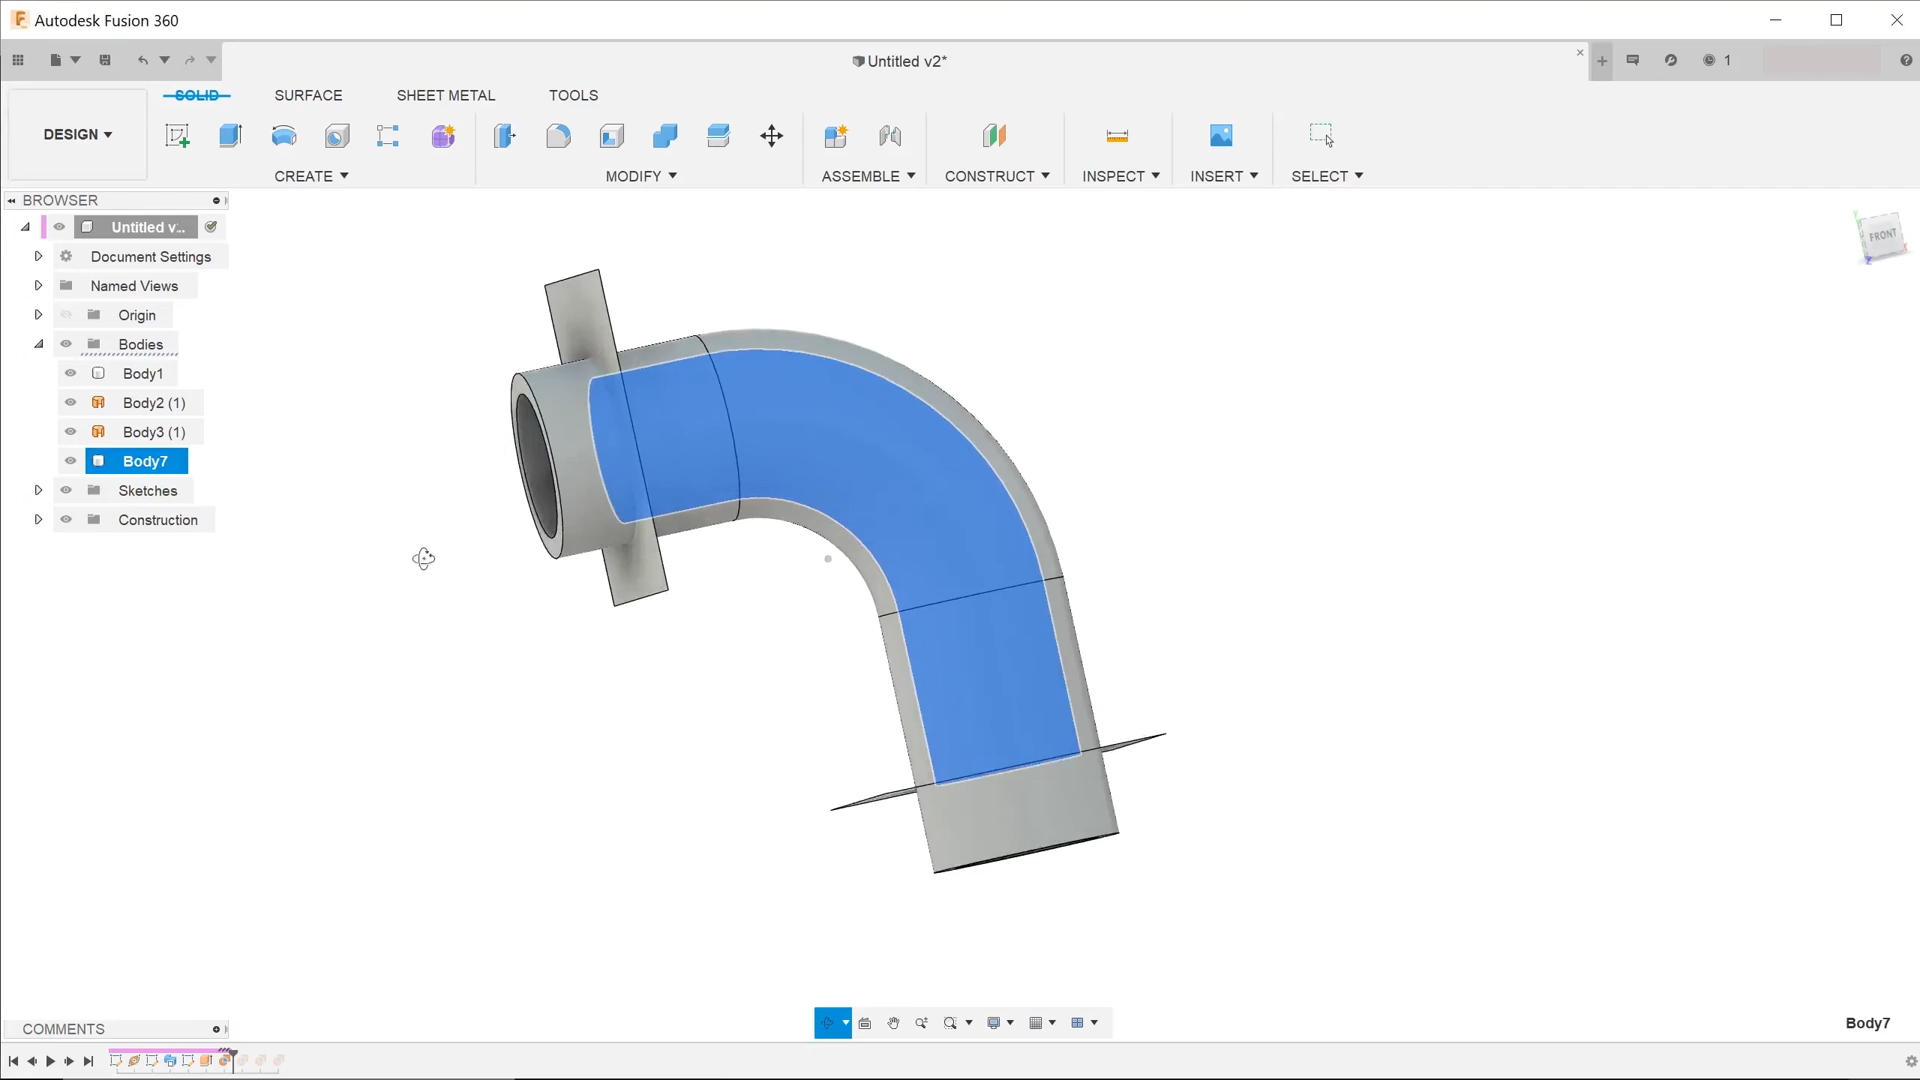 Autodesk Fusion 360
Untitled v2*
1
SOLID SURFACE SHEET METAL TOOLS
DESIGN
CREATE MODIFY ASSEMBLE CONSTRUCT INSPECT INSERT SELECT
BROWSER
Untitled v...
Document Settings
Named Views
Origin
Bodies
Body1
Body2 (1)
Body3 (1)
Body7
Sketches
Construction
FRONT
COMMENTS
Body7